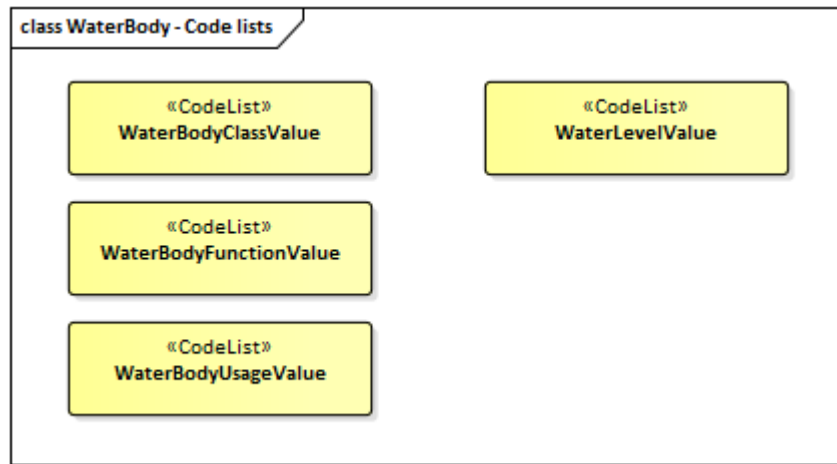 class WaterBody - Code lists
«CodeList»
WaterBodyClassValue
«CodeList»
WaterLevelValue
«CodeList»
WaterBodyFunctionValue
«CodeList»
WaterBodyUsageValue